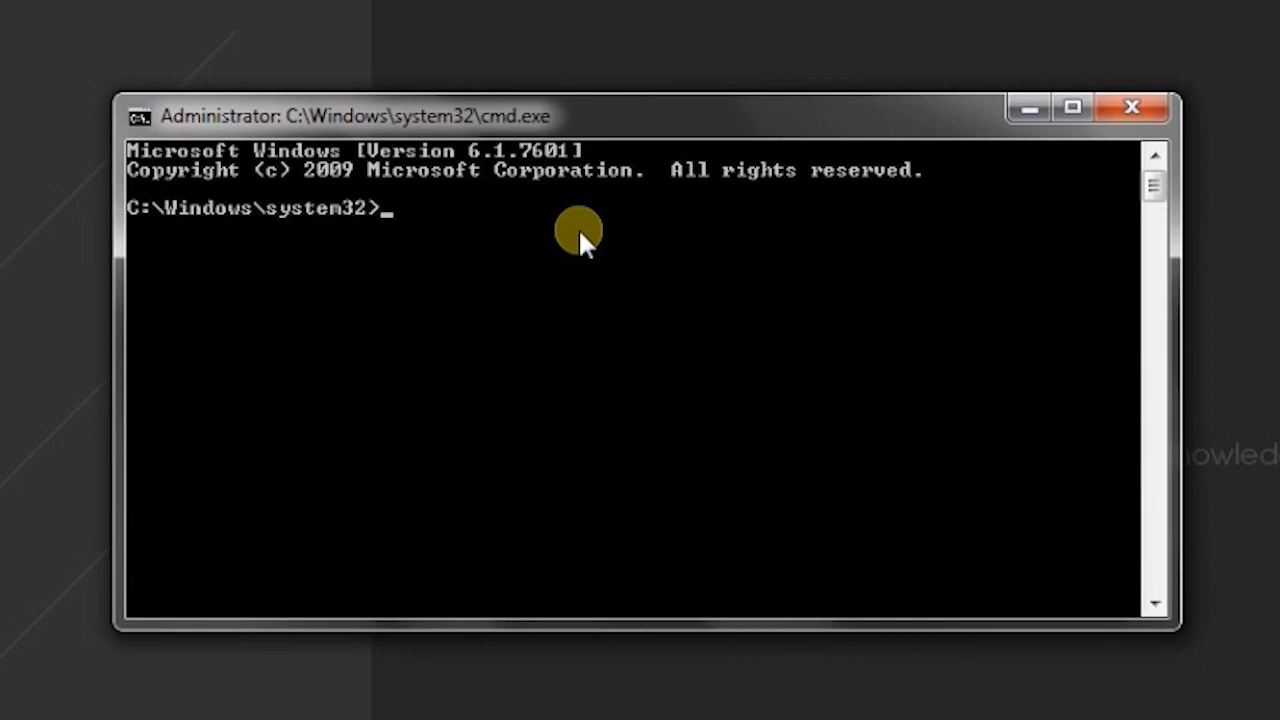 Administrator: C:\Windows\system32\cmd.exe
Microsoft Windows [Version 6.1.7601]
Copyright (c) 2009 Microsoft Corporation.  All rights reserved.
C:\Windows\system32>_